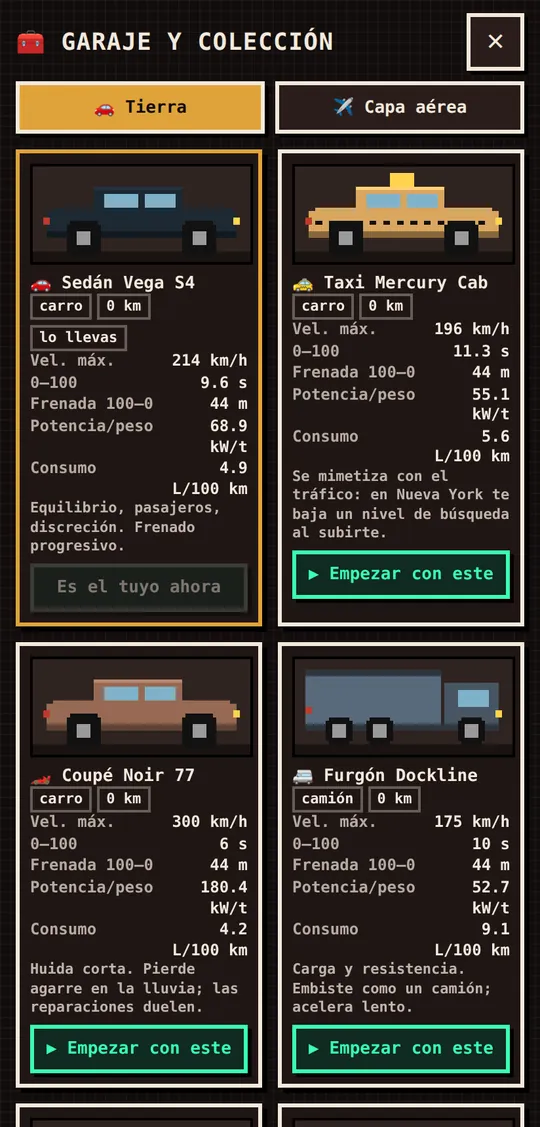 GARAJE Y COLECCIÓN
✕
Tierra
Capa aérea
Sedán Vega S4
carro 0 km
lo llevas
Vel. máx. 214 km/h
0–100 9.6 s
Frenada 100–0 44 m
Potencia/peso 68.9
kW/t
Consumo 4.9
L/100 km
Equilibrio, pasajeros,
discreción. Frenado
progresivo.
Es el tuyo ahora
Taxi Mercury Cab
carro 0 km
Vel. máx. 196 km/h
0–100 11.3 s
Frenada 100–0 44 m
Potencia/peso 55.1
kW/t
Consumo 5.6
L/100 km
Se mimetiza con el
tráfico: en Nueva York te
baja un nivel de búsqueda
al subirte.
▶ Empezar con este
Coupé Noir 77
carro 0 km
Vel. máx. 300 km/h
0–100 6 s
Frenada 100–0 44 m
Potencia/peso 180.4
kW/t
Consumo 4.2
L/100 km
Huida corta. Pierde
agarre en la lluvia; las
reparaciones duelen.
▶ Empezar con este
Furgón Dockline
camión 0 km
Vel. máx. 175 km/h
0–100 10 s
Frenada 100–0 44 m
Potencia/peso 52.7
kW/t
Consumo 9.1
L/100 km
Carga y resistencia.
Embiste como un camión;
acelera lento.
▶ Empezar con este